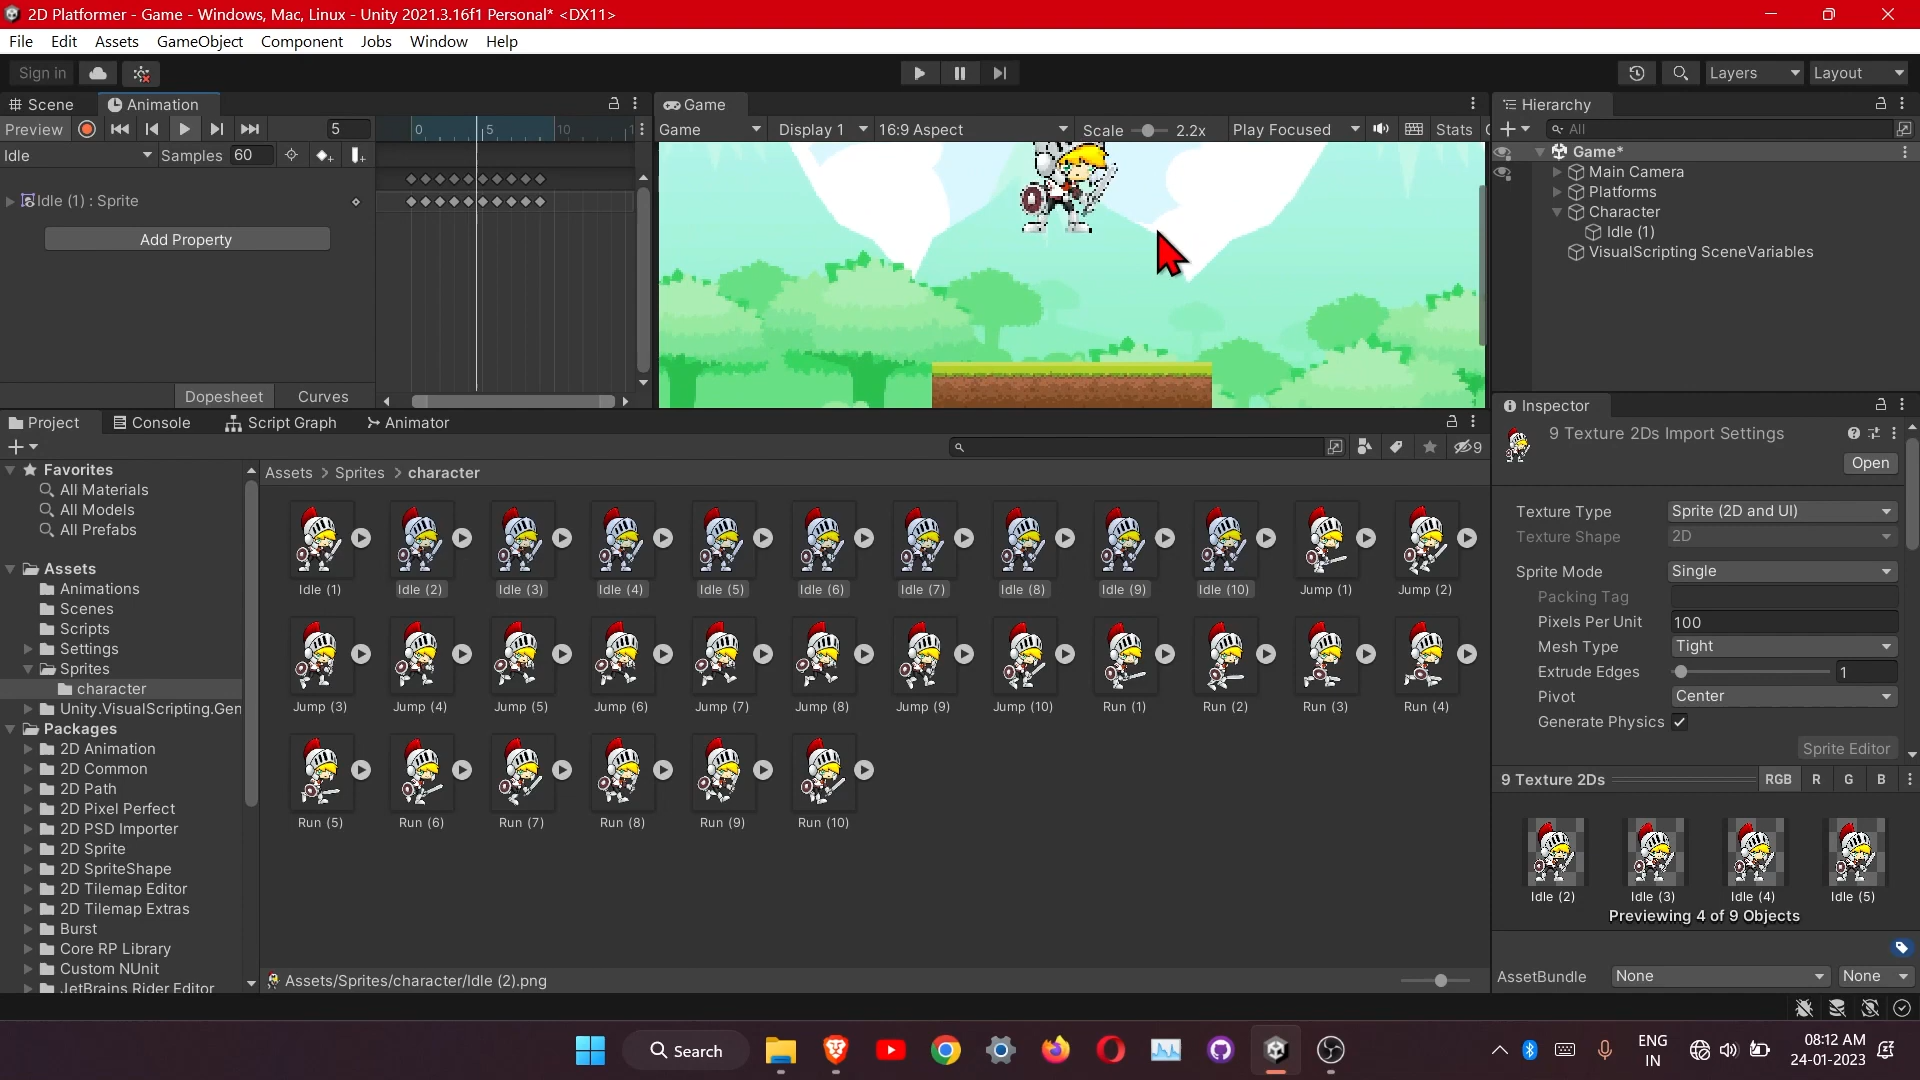 2D Platformer - Game - Windows, Mac, Linux - Unity 2021.3.16f1 Personal* <DX11>
File Edit Assets GameObject Component Jobs Window Help
Sign in
Layers Layout
Scene Animation
Game
Hierarchy
Preview 5 0 5 10
Game Display 1 16:9 Aspect Scale 2.2x Play Focused Stats
All
Idle Samples 60
Game*
Main Camera
Platforms
Character
Idle (1)
VisualScripting SceneVariables
Idle (1) : Sprite
Add Property
Dopesheet Curves
Project Console Script Graph Animator
9
Inspector
9 Texture 2Ds Import Settings
Open
Favorites
All Materials
All Models
All Prefabs
Assets
Animations
Scenes
Scripts
Settings
Sprites
character
Unity.VisualScripting.Gen
Packages
2D Animation
2D Common
2D Path
2D Pixel Perfect
2D PSD Importer
2D Sprite
2D SpriteShape
2D Tilemap Editor
2D Tilemap Extras
Burst
Core RP Library
Custom NUnit
JetBrains Rider Editor
Assets > Sprites > character
Idle (1) Idle (2) Idle (3) Idle (4) Idle (5) Idle (6) Idle (7) Idle (8) Idle (9) Idle (10) Jump (1) Jump (2)
Jump (3) Jump (4) Jump (5) Jump (6) Jump (7) Jump (8) Jump (9) Jump (10) Run (1) Run (2) Run (3) Run (4)
Run (5) Run (6) Run (7) Run (8) Run (9) Run (10)
Assets/Sprites/character/Idle (2).png
Texture Type Sprite (2D and UI)
Texture Shape 2D
Sprite Mode Single
Packing Tag
Pixels Per Unit 100
Mesh Type Tight
Extrude Edges 1
Pivot Center
Generate Physics
Sprite Editor
9 Texture 2Ds RGB R G B
Idle (2) Idle (3) Idle (4) Idle (5)
Previewing 4 of 9 Objects
AssetBundle None None
Search
ENG
IN
08:12 AM
24-01-2023